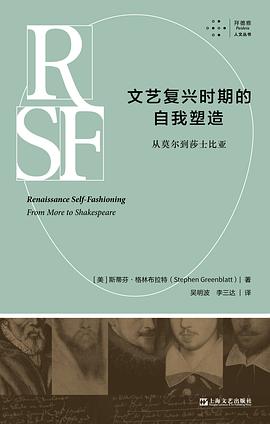 拜德雅
Paideia
人文丛书
R
SF
文艺复兴时期的
自我塑造
从莫尔到莎士比亚
Renaissance Self-Fashioning
From More to Shakespeare
[ 美 ] 斯蒂芬 · 格林布拉特（Stephen Greenblatt）| 著
吴明波 李三达 | 译
上海文艺出版社